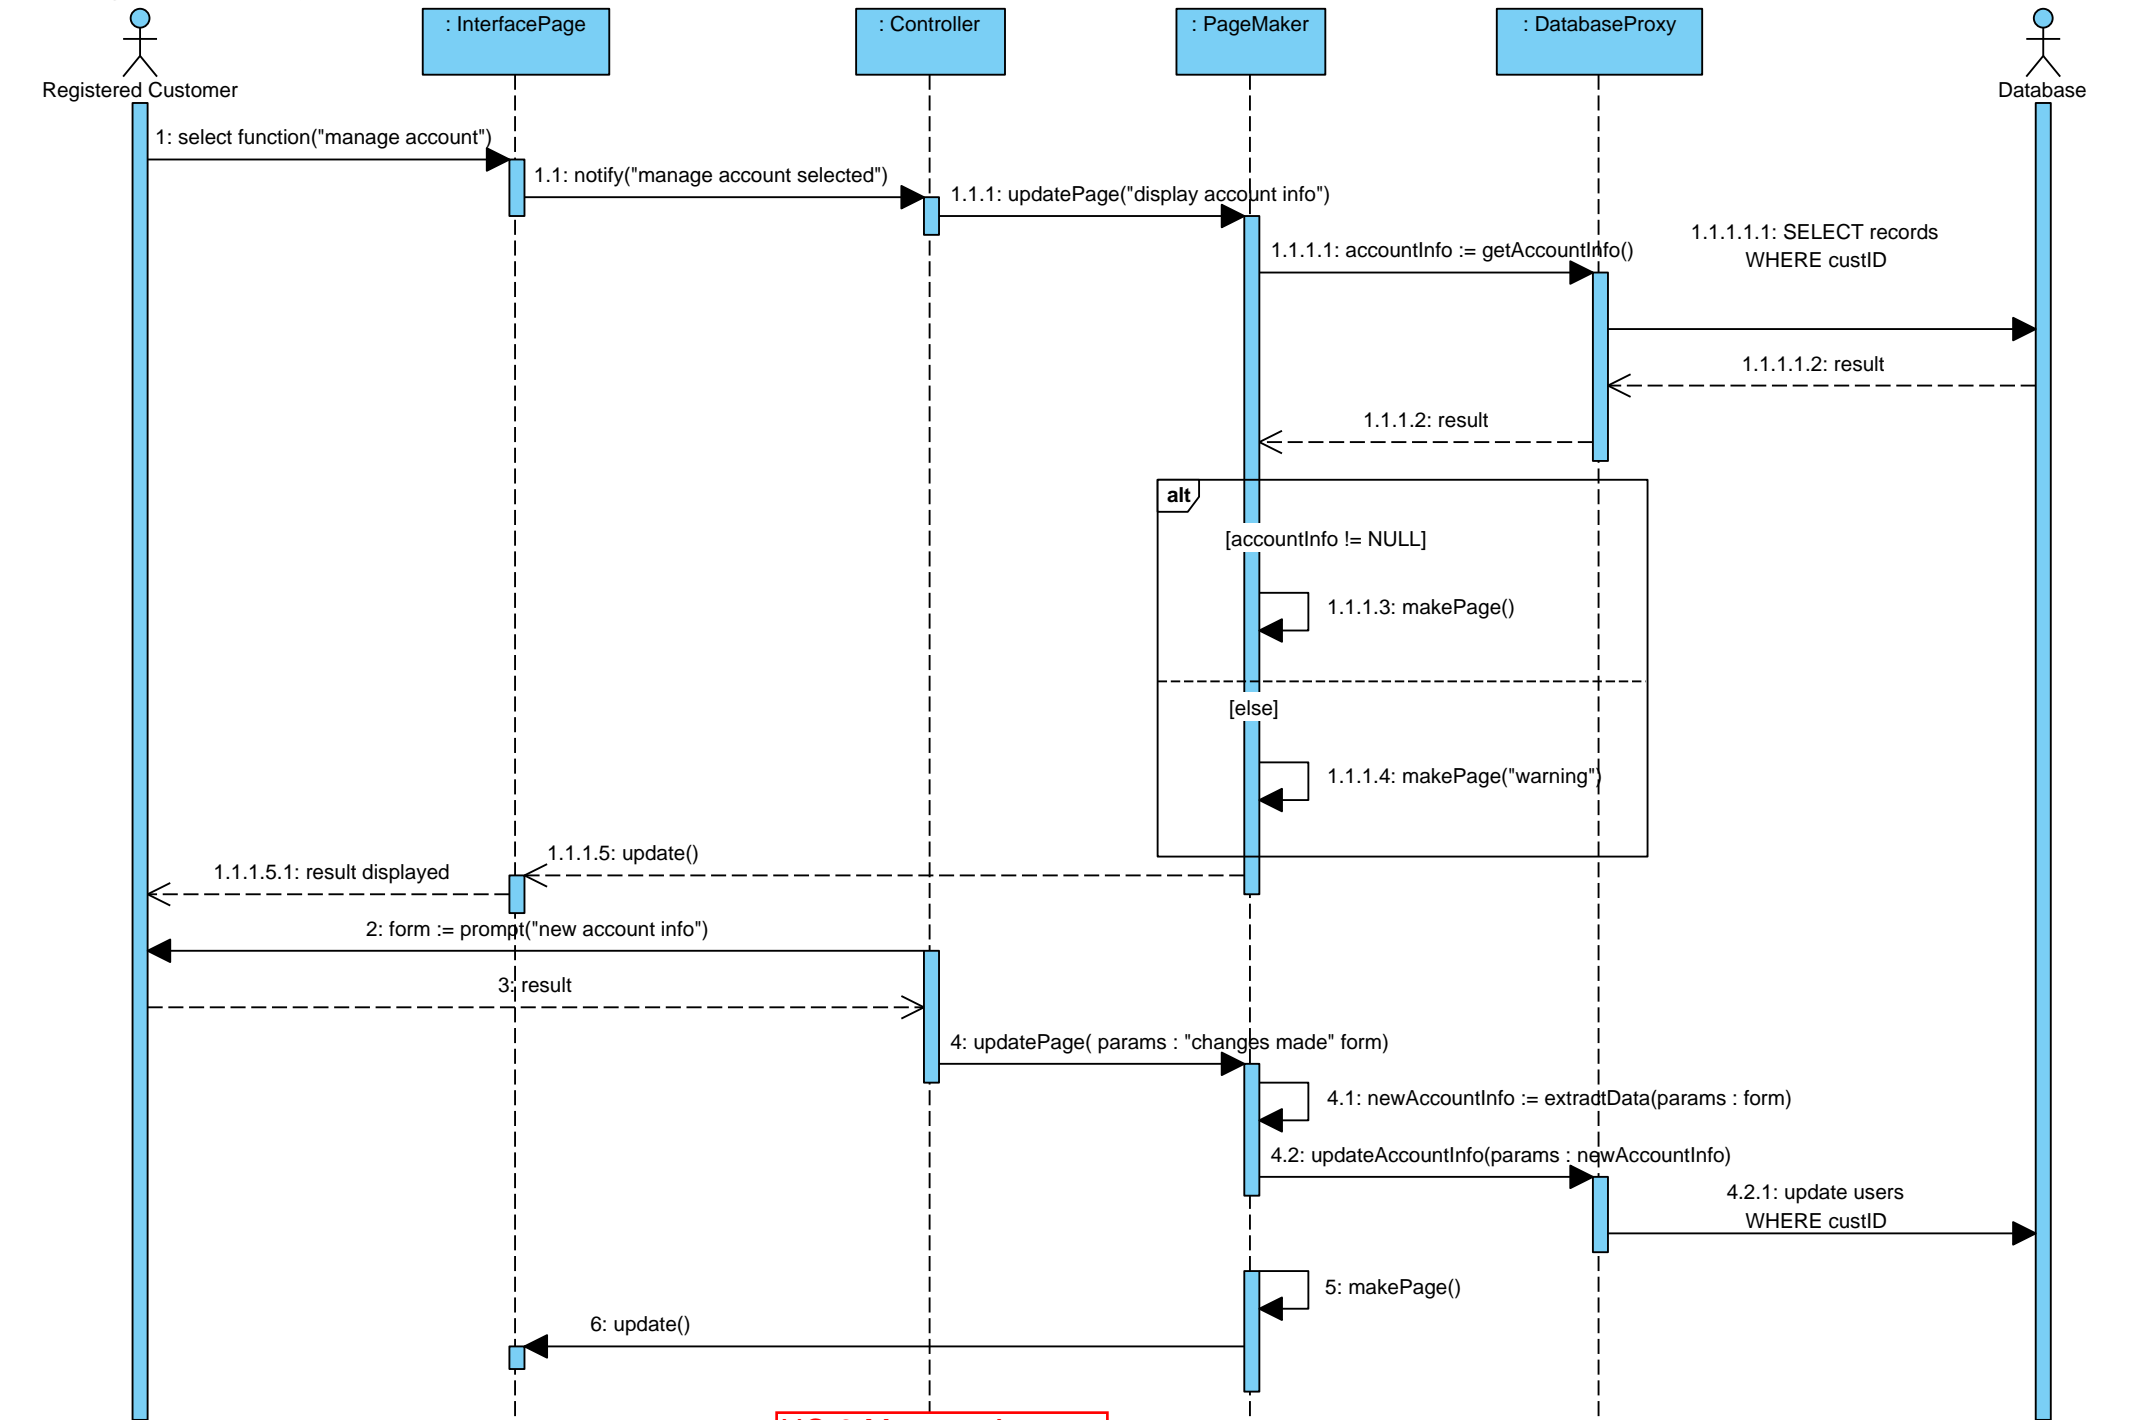 : InterfacePage
: Controller
: PageMaker
: DatabaseProxy
Registered Customer
Database
1: select function("manage account")
1.1: notify("manage account selected")
1.1.1: updatePage("display account info")
1.1.1.1: accountInfo := getAccountInfo()
1.1.1.1.1: SELECT records
WHERE custID
1.1.1.1.2: result
1.1.1.2: result
alt
[accountInfo != NULL]
1.1.1.3: makePage()
[else]
1.1.1.4: makePage("warning")
1.1.1.5: update()
1.1.1.5.1: result displayed
2: form := prompt("new account info")
3: result
4: updatePage( params : "changes made" form)
4.1: newAccountInfo := extractData(params : form)
4.2: updateAccountInfo(params : newAccountInfo)
4.2.1: update users
WHERE custID
5: makePage()
6: update()